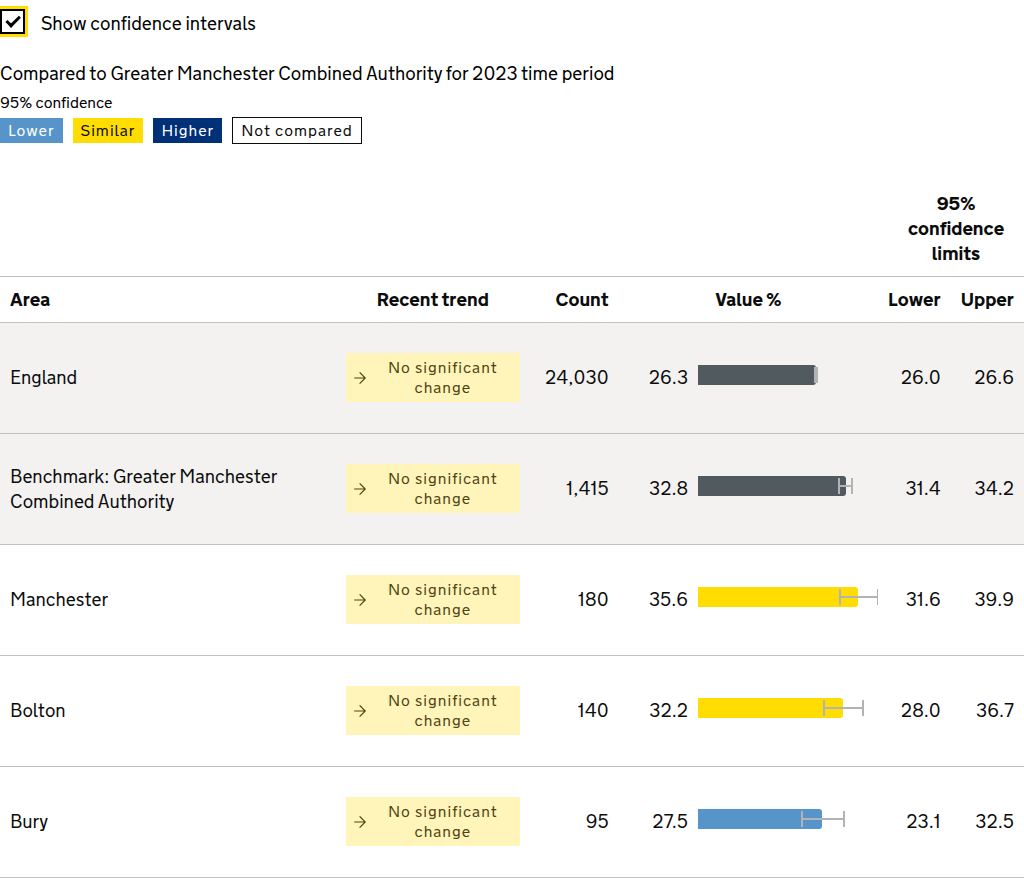 Show confidence intervals
Compared to Greater Manchester Combined Authority for 2023 time period
95% confidence
Lower Similar Higher Not compared
95%
confidence
limits
Area Recent trend Count Value % Lower Upper
England → No significant change 24,030 26.3 26.0 26.6
Benchmark: Greater Manchester Combined Authority → No significant change 1,415 32.8 31.4 34.2
Manchester → No significant change 180 35.6 31.6 39.9
Bolton → No significant change 140 32.2 28.0 36.7
Bury → No significant change 95 27.5 23.1 32.5